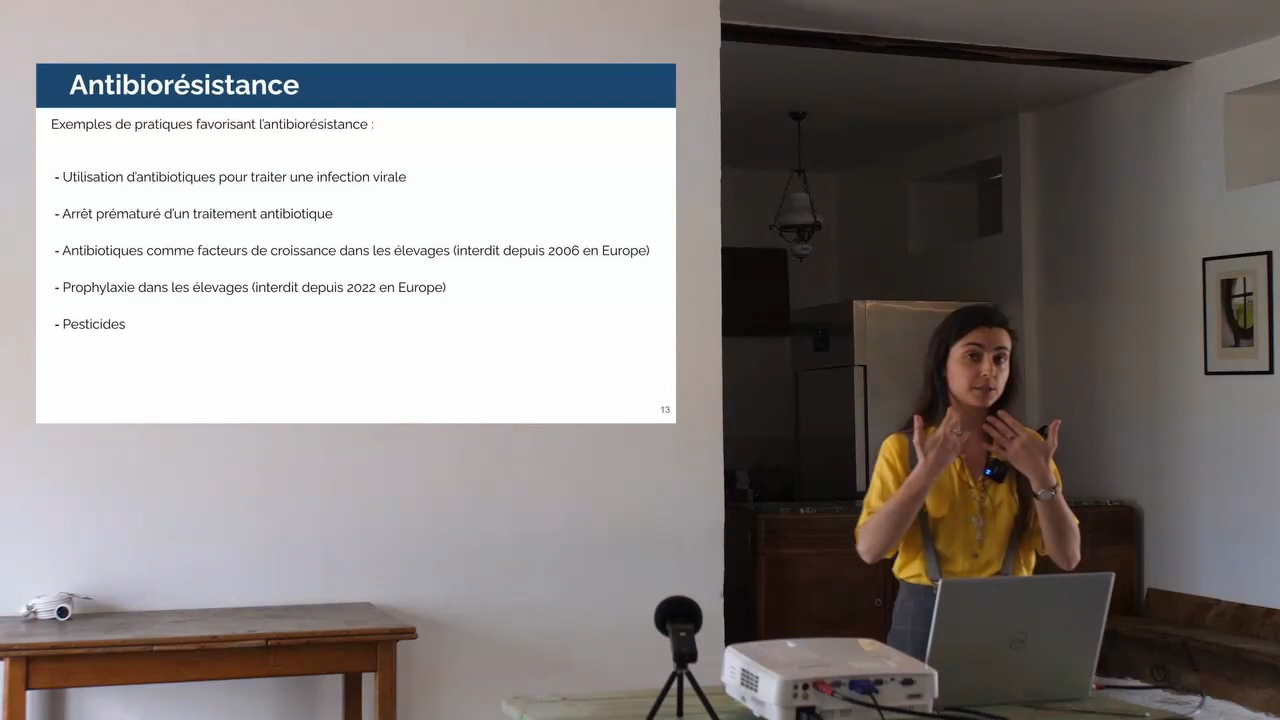 Antibiorésistance
Exemples de pratiques favorisant l'antibiorésistance :
- Utilisation d'antibiotiques pour traiter une infection virale
- Arrêt prématuré d'un traitement antibiotique
- Antibiotiques comme facteurs de croissance dans les élevages (interdit depuis 2006 en Europe)
- Prophylaxie dans les élevages (interdit depuis 2022 en Europe)
- Pesticides
13